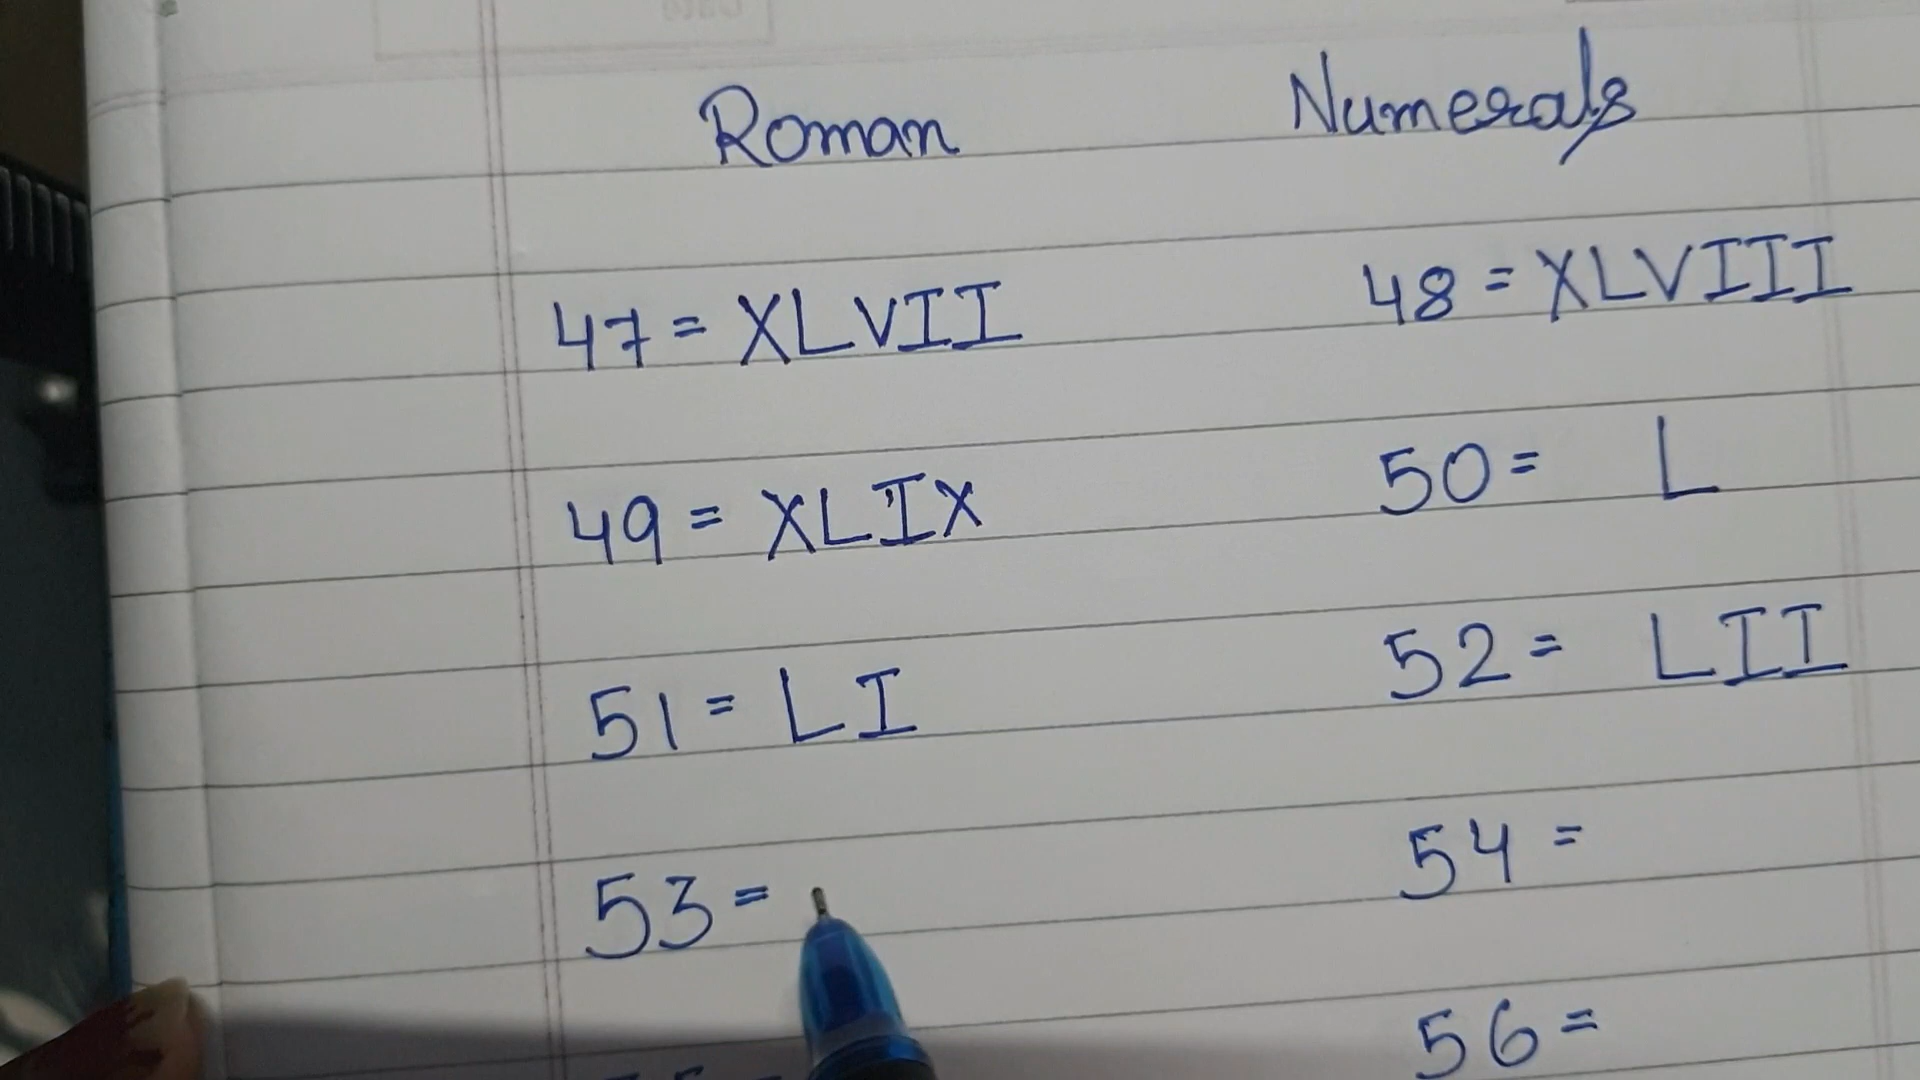 Roman Numerals
47 = XLVII 48 = XLVIII
49 = XLIX 50 = L
51 = LI 52 = LII
53 = 54 =
56 =